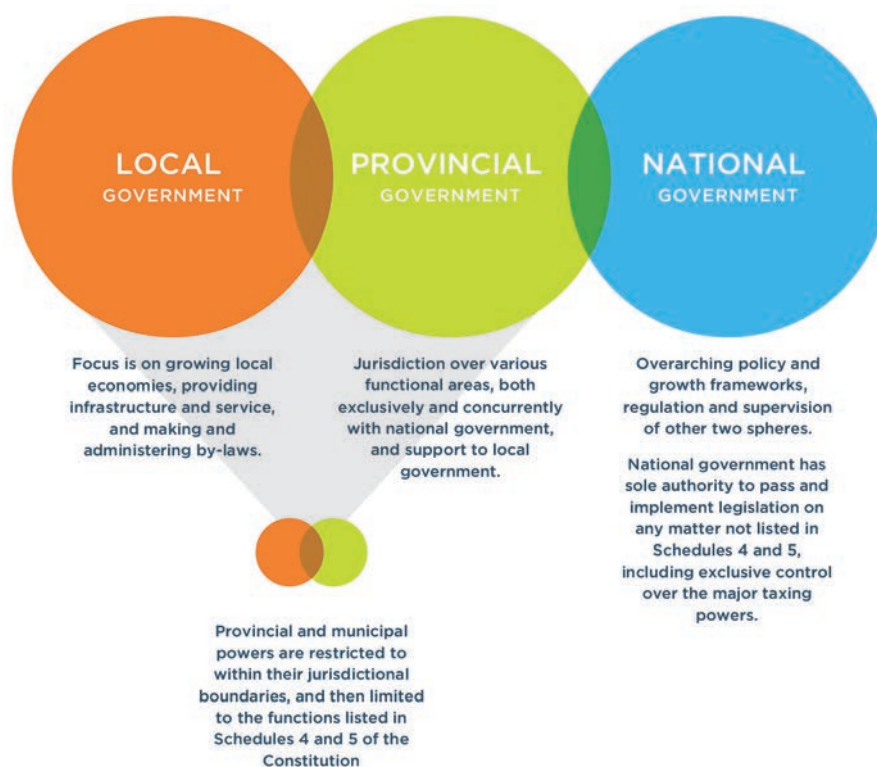 LOCAL
GOVERNMENT
PROVINCIAL
GOVERNMENT
NATIONAL
GOVERNMENT
Focus is on growing local
economies, providing
infrastructure and service,
and making and
administering by-laws.
Jurisdiction over various
functional areas, both
exclusively and concurrently
with national government,
and support to local
government.
Overarching policy and
growth frameworks,
regulation and supervision
of other two spheres.
National government has
sole authority to pass and
implement legislation on
any matter not listed in
Schedules 4 and 5,
including exclusive control
over the major taxing
powers.
Provincial and municipal
powers are restricted to
within their jurisdictional
boundaries, and then limited
to the functions listed in
Schedules 4 and 5 of the
Constitution